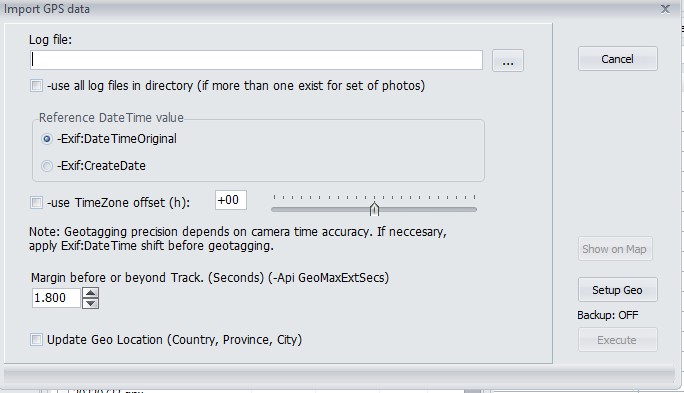 Import GPS data
Log file:
...
Cancel
-use all log files in directory (if more than one exist for set of photos)
Reference DateTime value
-Exif:DateTimeOriginal
-Exif:CreateDate
-use TimeZone offset (h):
+00
Note: Geotagging precision depends on camera time accuracy. If neccesary,
apply Exif:DateTime shift before geotagging.
Show on Map
Margin before or beyond Track. (Seconds) (-Api GeoMaxExtSecs)
1.800
Setup Geo
Backup: OFF
Update Geo Location (Country, Province, City)
Execute